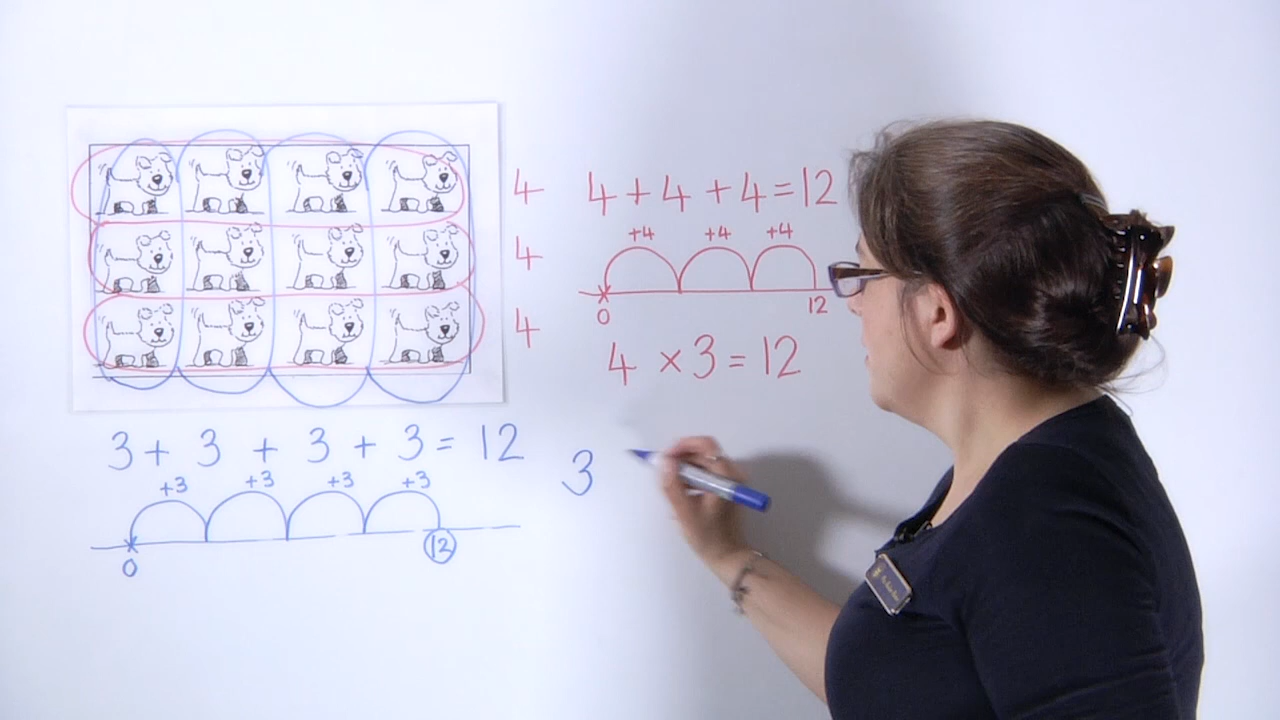 4 4 + 4 + 4 = 12
+4 +4 +4
4
0 12
4
4 × 3 = 12
3 + 3 + 3 + 3 = 12
3
+3 +3 +3 +3
0 12